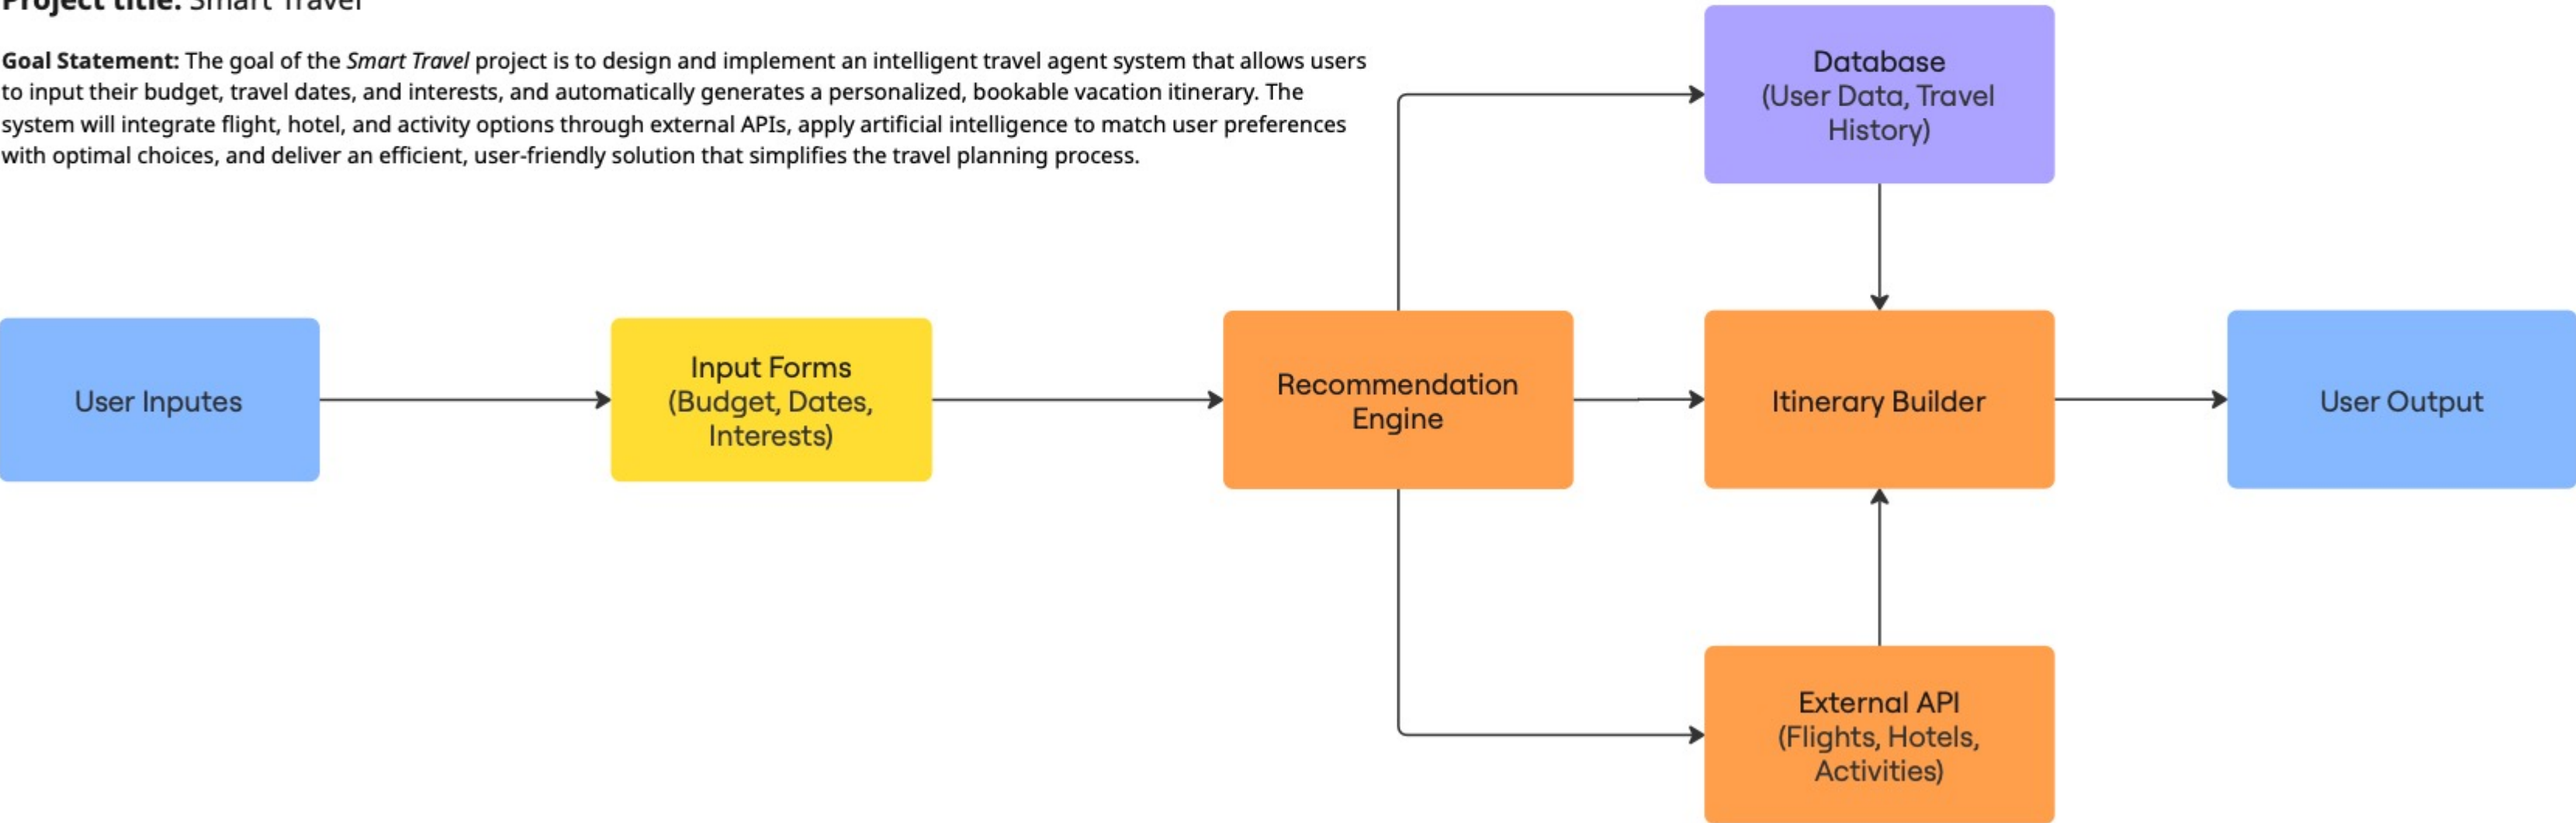 Project title: Smart Travel
Goal Statement: The goal of the Smart Travel project is to design and implement an intelligent travel agent system that allows users
to input their budget, travel dates, and interests, and automatically generates a personalized, bookable vacation itinerary. The
system will integrate flight, hotel, and activity options through external APIs, apply artificial intelligence to match user preferences
with optimal choices, and deliver an efficient, user-friendly solution that simplifies the travel planning process.
Database
(User Data, Travel
History)
User Inputes
Input Forms
(Budget, Dates,
Interests)
Recommendation
Engine
Itinerary Builder
User Output
External API
(Flights, Hotels,
Activities)